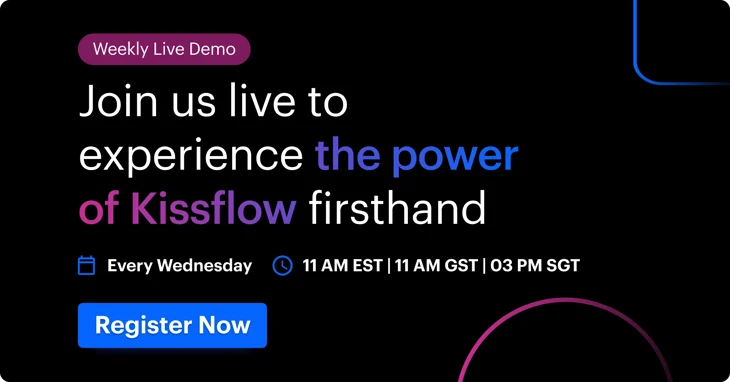 Weekly Live Demo
Join us live to
experience the power
of Kissflow firsthand
Every Wednesday 11 AM EST | 11 AM GST | 03 PM SGT
Register Now